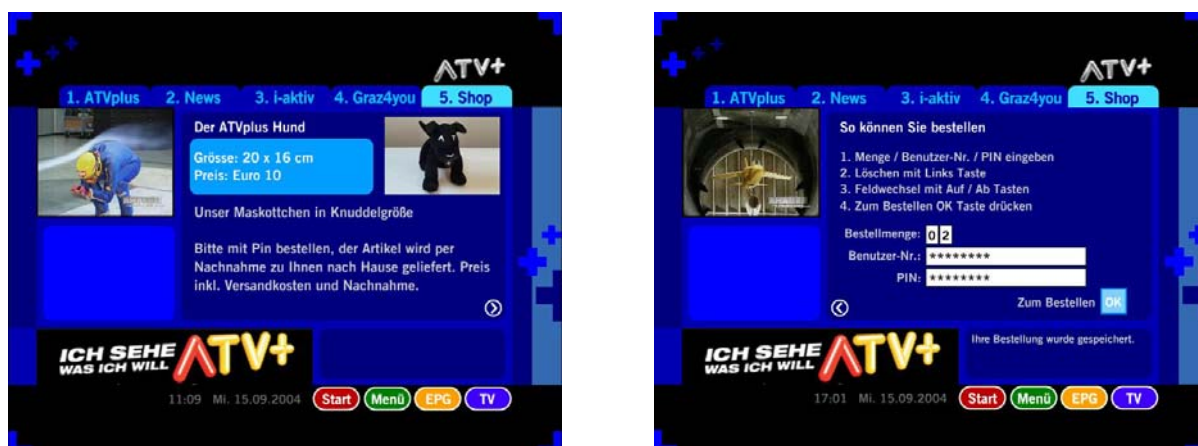 ATV+
1. ATVplus 2. News 3. i-aktiv 4. Graz4you 5. Shop
Der ATVplus Hund
Grösse: 20 x 16 cm
Preis: Euro 10
Unser Maskottchen in Knuddelgröße
Bitte mit Pin bestellen, der Artikel wird per
Nachnahme zu Ihnen nach Hause geliefert. Preis
inkl. Versandkosten und Nachnahme.
ICH SEHE
WAS ICH WILL
ATV+
11:09 Mi. 15.09.2004 Start Menü EPG TV
ATV+
1. ATVplus 2. News 3. i-aktiv 4. Graz4you 5. Shop
So können Sie bestellen
1. Menge / Benutzer-Nr. / PIN eingeben
2. Löschen mit Links Taste
3. Feldwechsel mit Auf / Ab Tasten
4. Zum Bestellen OK Taste drücken
Bestellmenge: 02
Benutzer-Nr.: ********
PIN: ********
Zum Bestellen OK
ICH SEHE
WAS ICH WILL
ATV+
Ihre Bestellung wurde gespeichert.
17:01 Mi. 15.09.2004 Start Menü EPG TV